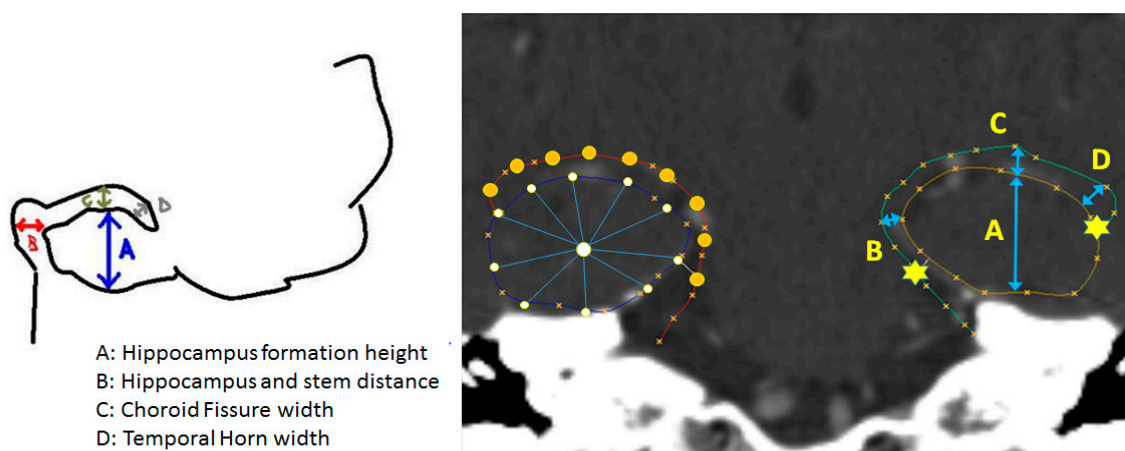 C
D
B
A
A: Hippocampus formation height
B: Hippocampus and stem distance
C: Choroid Fissure width
D: Temporal Horn width
C
D
A
B